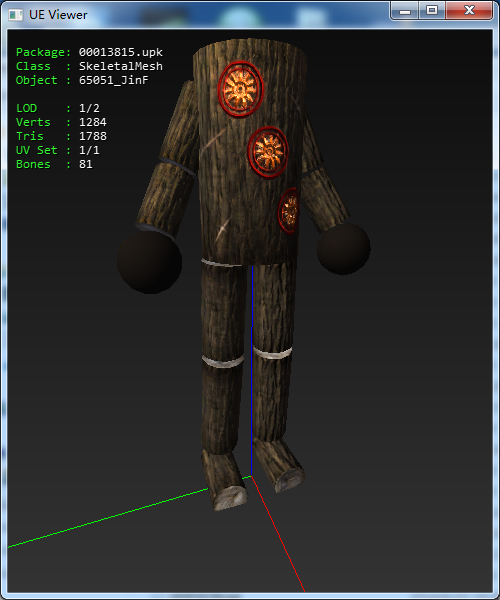 UE Viewer
Package: 00013815.upk
Class : SkeletalMesh
Object : 65051_JinF
LOD : 1/2
Verts : 1284
Tris : 1788
UV Set : 1/1
Bones : 81